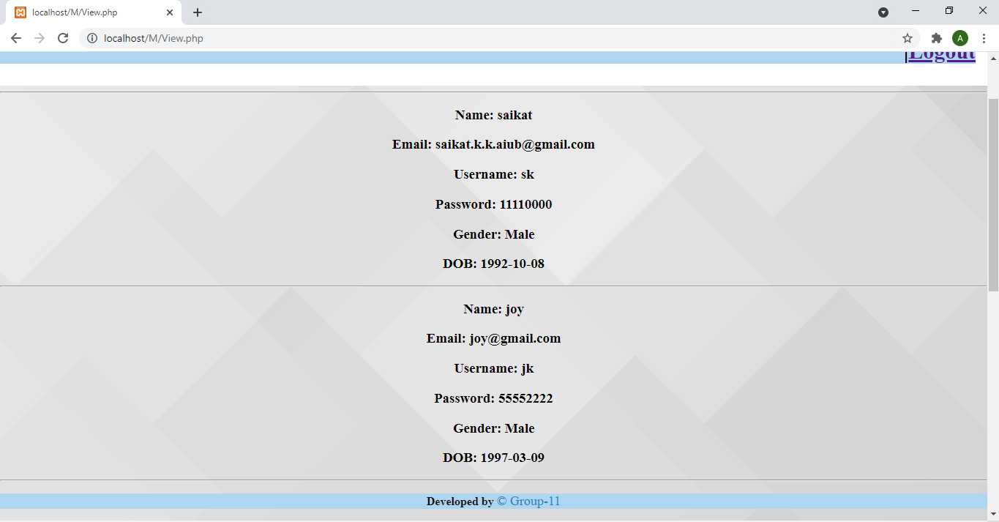 localhost/M/View.php
localhost/M/View.php
A
|Logout
Name: saikat
Email: saikat.k.k.aiub@gmail.com
Username: sk
Password: 11110000
Gender: Male
DOB: 1992-10-08
Name: joy
Email: joy@gmail.com
Username: jk
Password: 55552222
Gender: Male
DOB: 1997-03-09
Developed by © Group-11